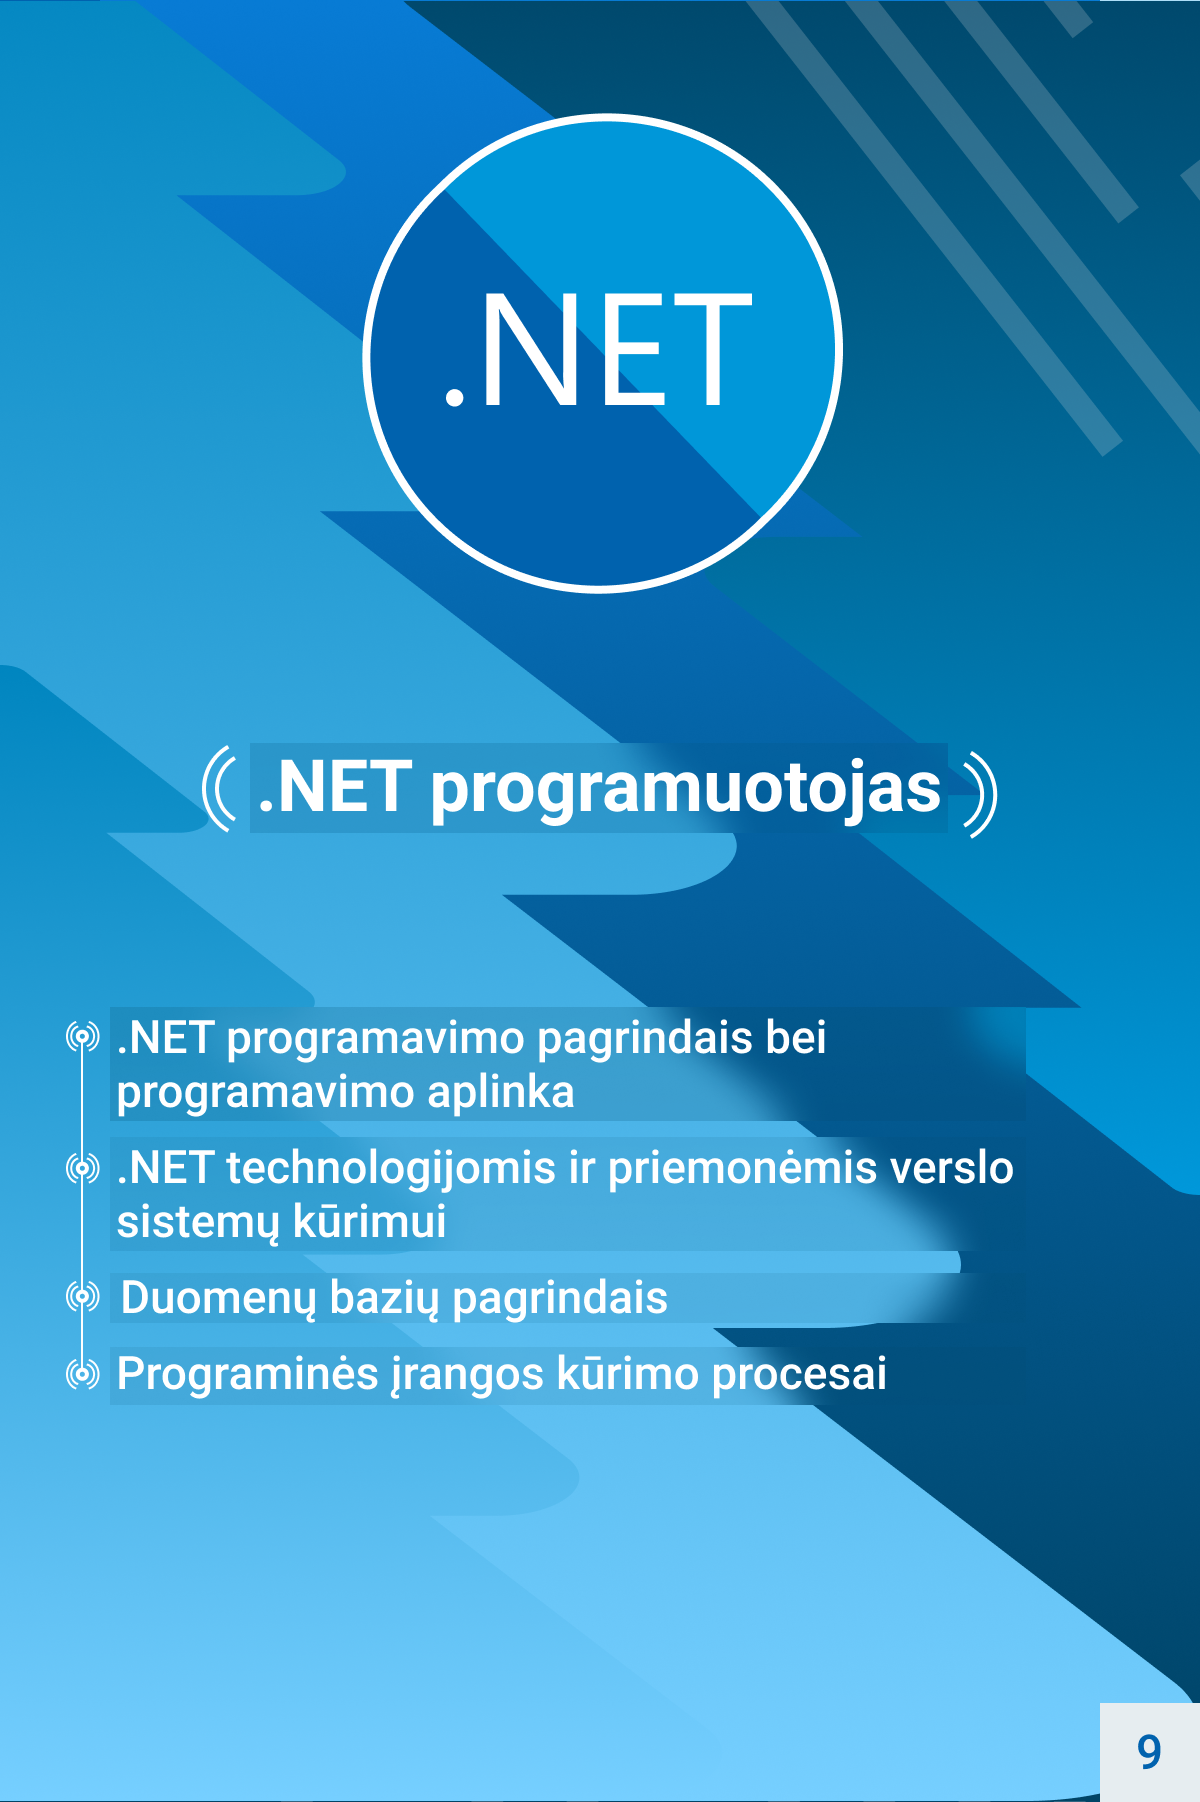 .NET
.NET programuotojas
.NET programavimo pagrindais bei
programavimo aplinka
.NET technologijomis ir priemonėmis verslo
sistemų kūrimui
Duomenų bazių pagrindais
Programinės įrangos kūrimo procesai
9